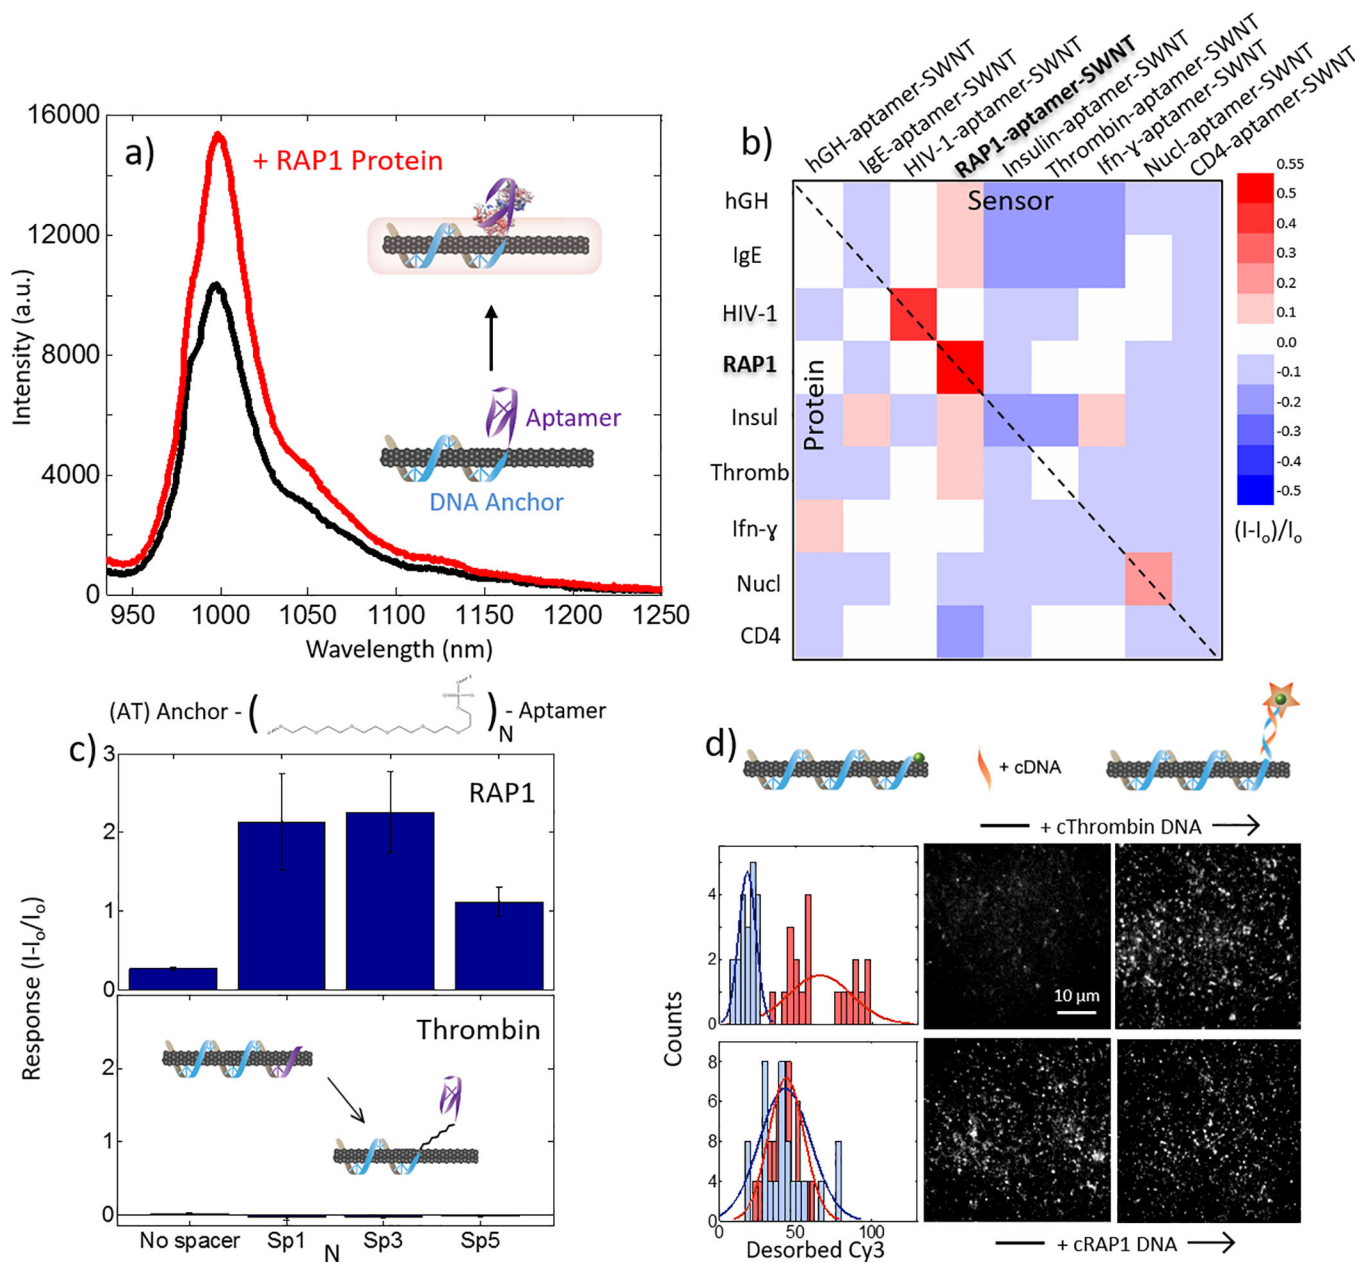 a)
+ RAP1 Protein
Aptamer
DNA Anchor
Intensity (a.u.)
16000
12000
8000
4000
0
950
1000
1050
1100
1150
1200
1250
Wavelength (nm)
b)
hGH-aptamer-SWNT
IgE-aptamer-SWNT
HIV-1-aptamer-SWNT
RAP1-aptamer-SWNT
Insulin-aptamer-SWNT
Thrombin-aptamer-SWNT
Ifn-ɣ-aptamer-SWNT
Nucl-aptamer-SWNT
CD4-aptamer-SWNT
Sensor
Protein
hGH
IgE
HIV-1
RAP1
Insul
Thromb
Ifn-ɣ
Nucl
CD4
0.55
0.5
0.4
0.3
0.2
0.1
0.0
-0.1
-0.2
-0.3
-0.4
-0.5
(I-Io)/Io
(AT) Anchor - ( )N - Aptamer
c)
RAP1
3
2
1
0
Response (I-Io/Io)
Thrombin
2
1
0
No spacer
Sp1
Sp3
Sp5
N
d)
+ cDNA
+ cThrombin DNA
10 µm
4
2
0
Counts
8
6
8
4
0
0
50
100
Desorbed Cy3
+ cRAP1 DNA